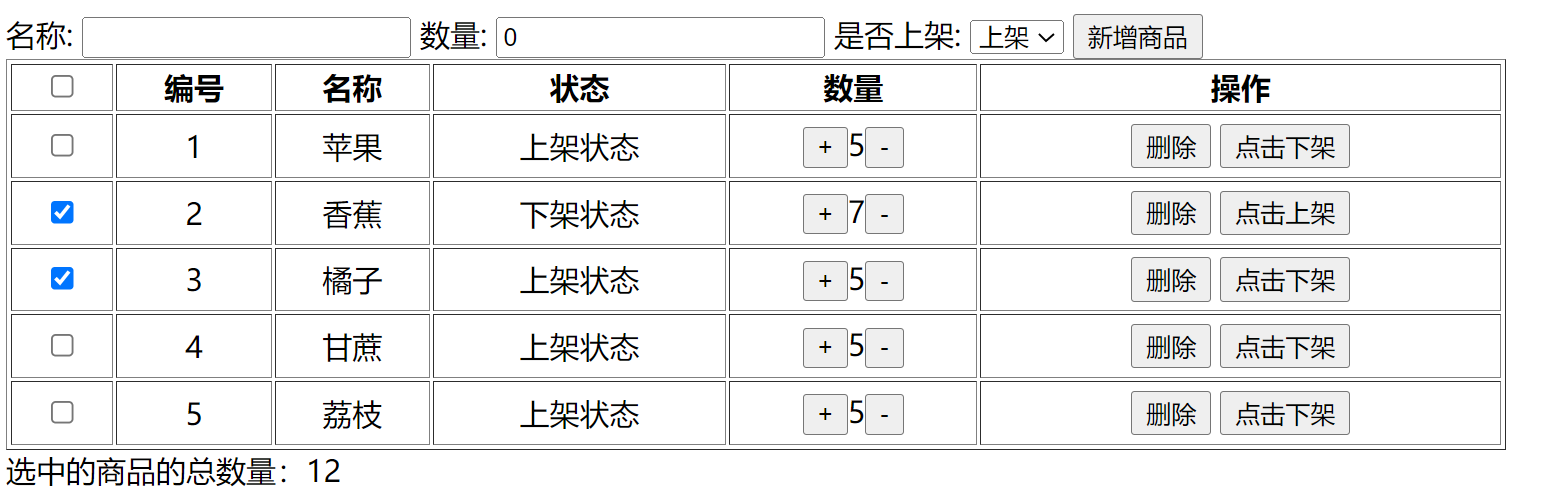 名称: 数量: 0 是否上架: 上架 新增商品
编号 名称 状态 数量 操作
1 苹果 上架状态 + 5 - 删除 点击下架
2 香蕉 下架状态 + 7 - 删除 点击上架
3 橘子 上架状态 + 5 - 删除 点击下架
4 甘蔗 上架状态 + 5 - 删除 点击下架
5 荔枝 上架状态 + 5 - 删除 点击下架
选中的商品的总数量：12